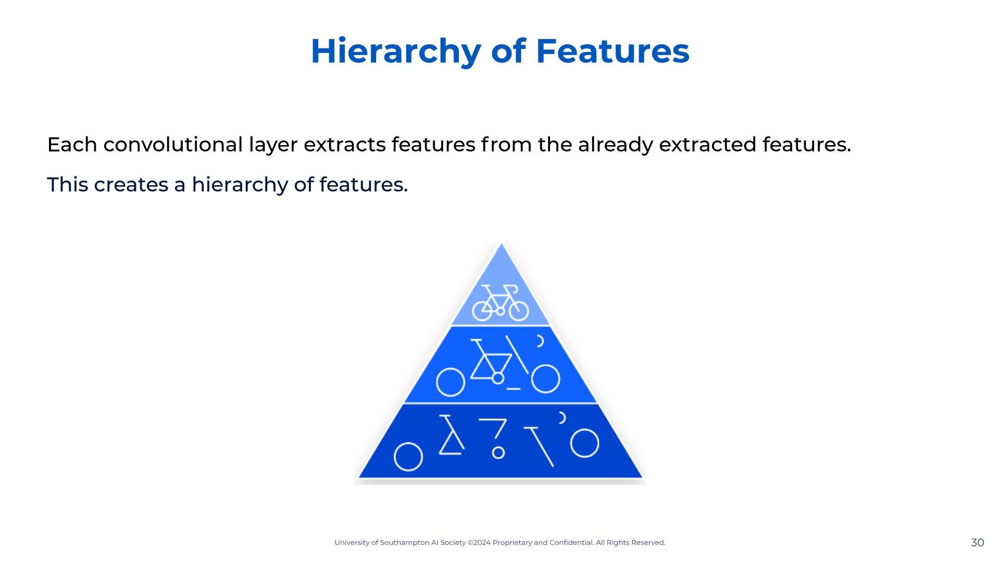 Hierarchy of Features
Each convolutional layer extracts features from the already extracted features.
This creates a hierarchy of features.
University of Southampton AI Society ©2024 Proprietary and Confidential. All Rights Reserved.
30